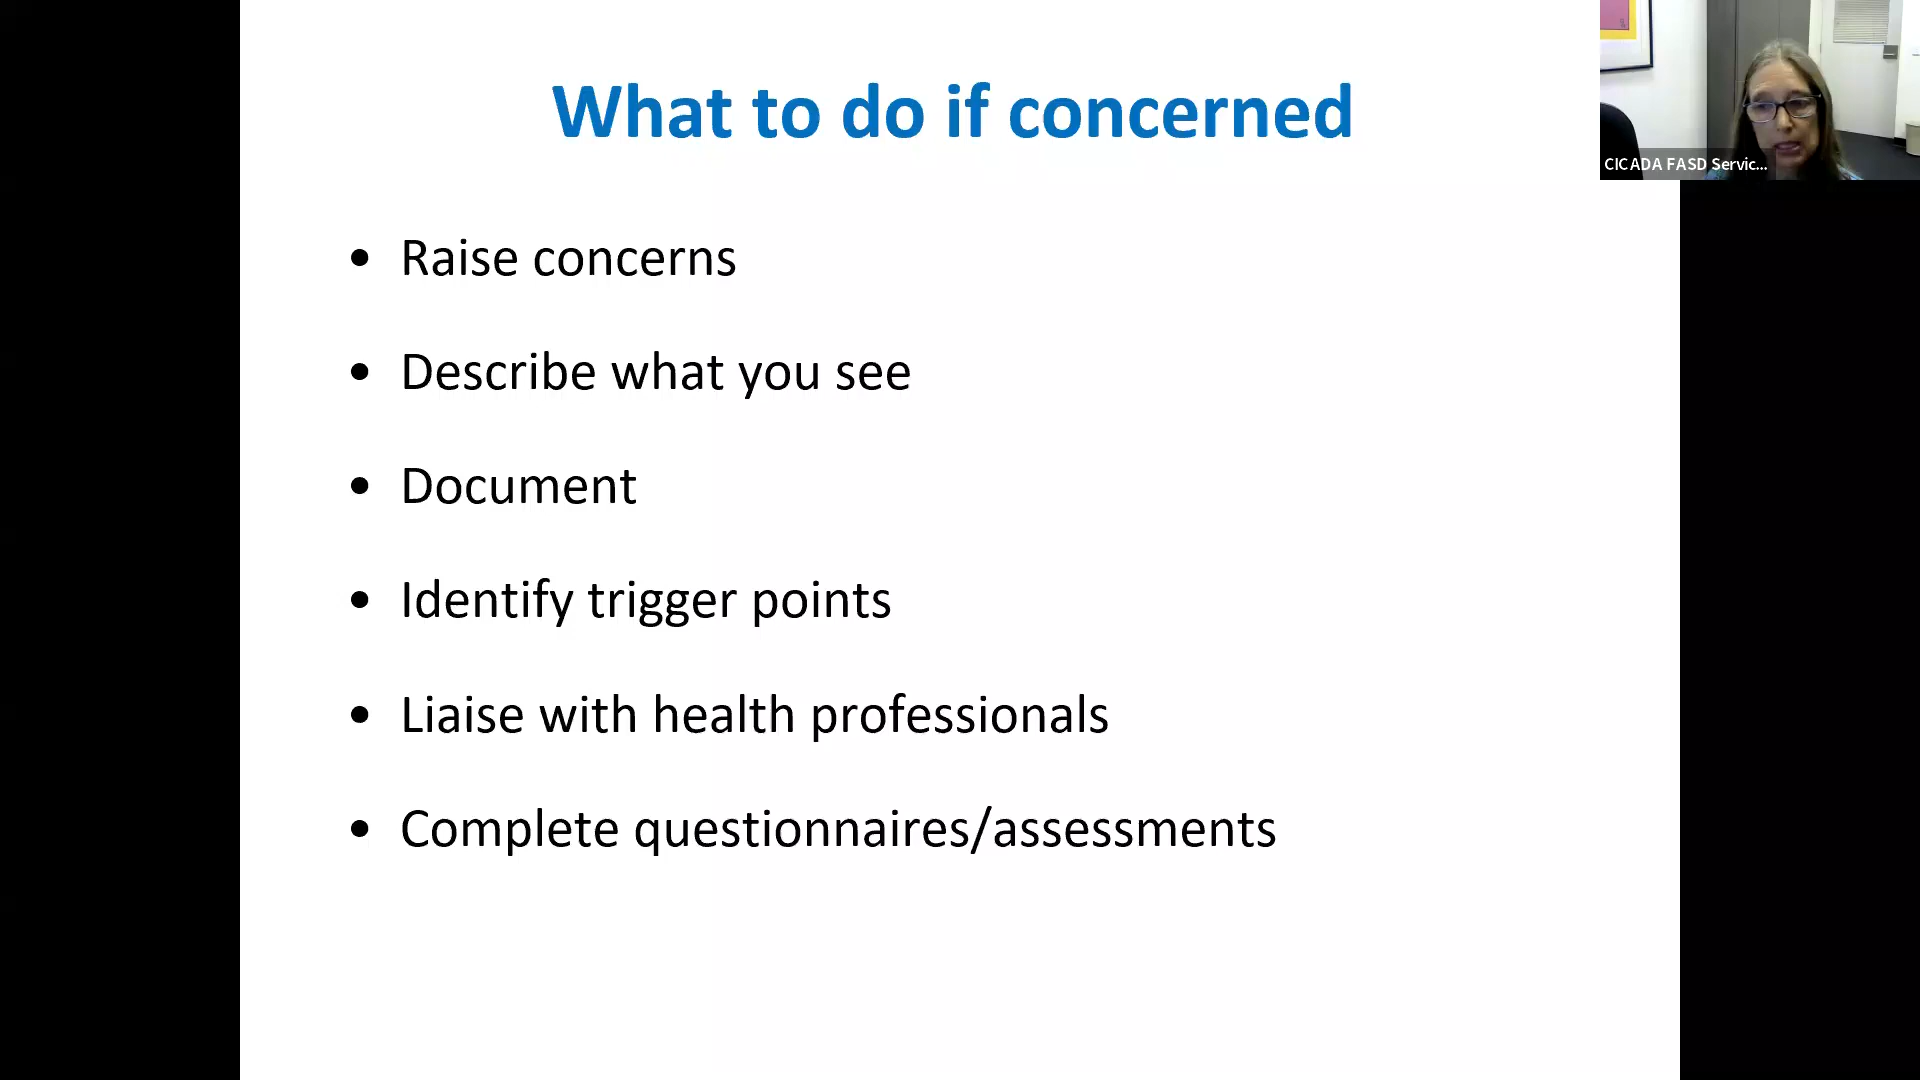 What to do if concerned
CICADA FASD Servic...
• Raise concerns
• Describe what you see
• Document
• Identify trigger points
• Liaise with health professionals
• Complete questionnaires/assessments